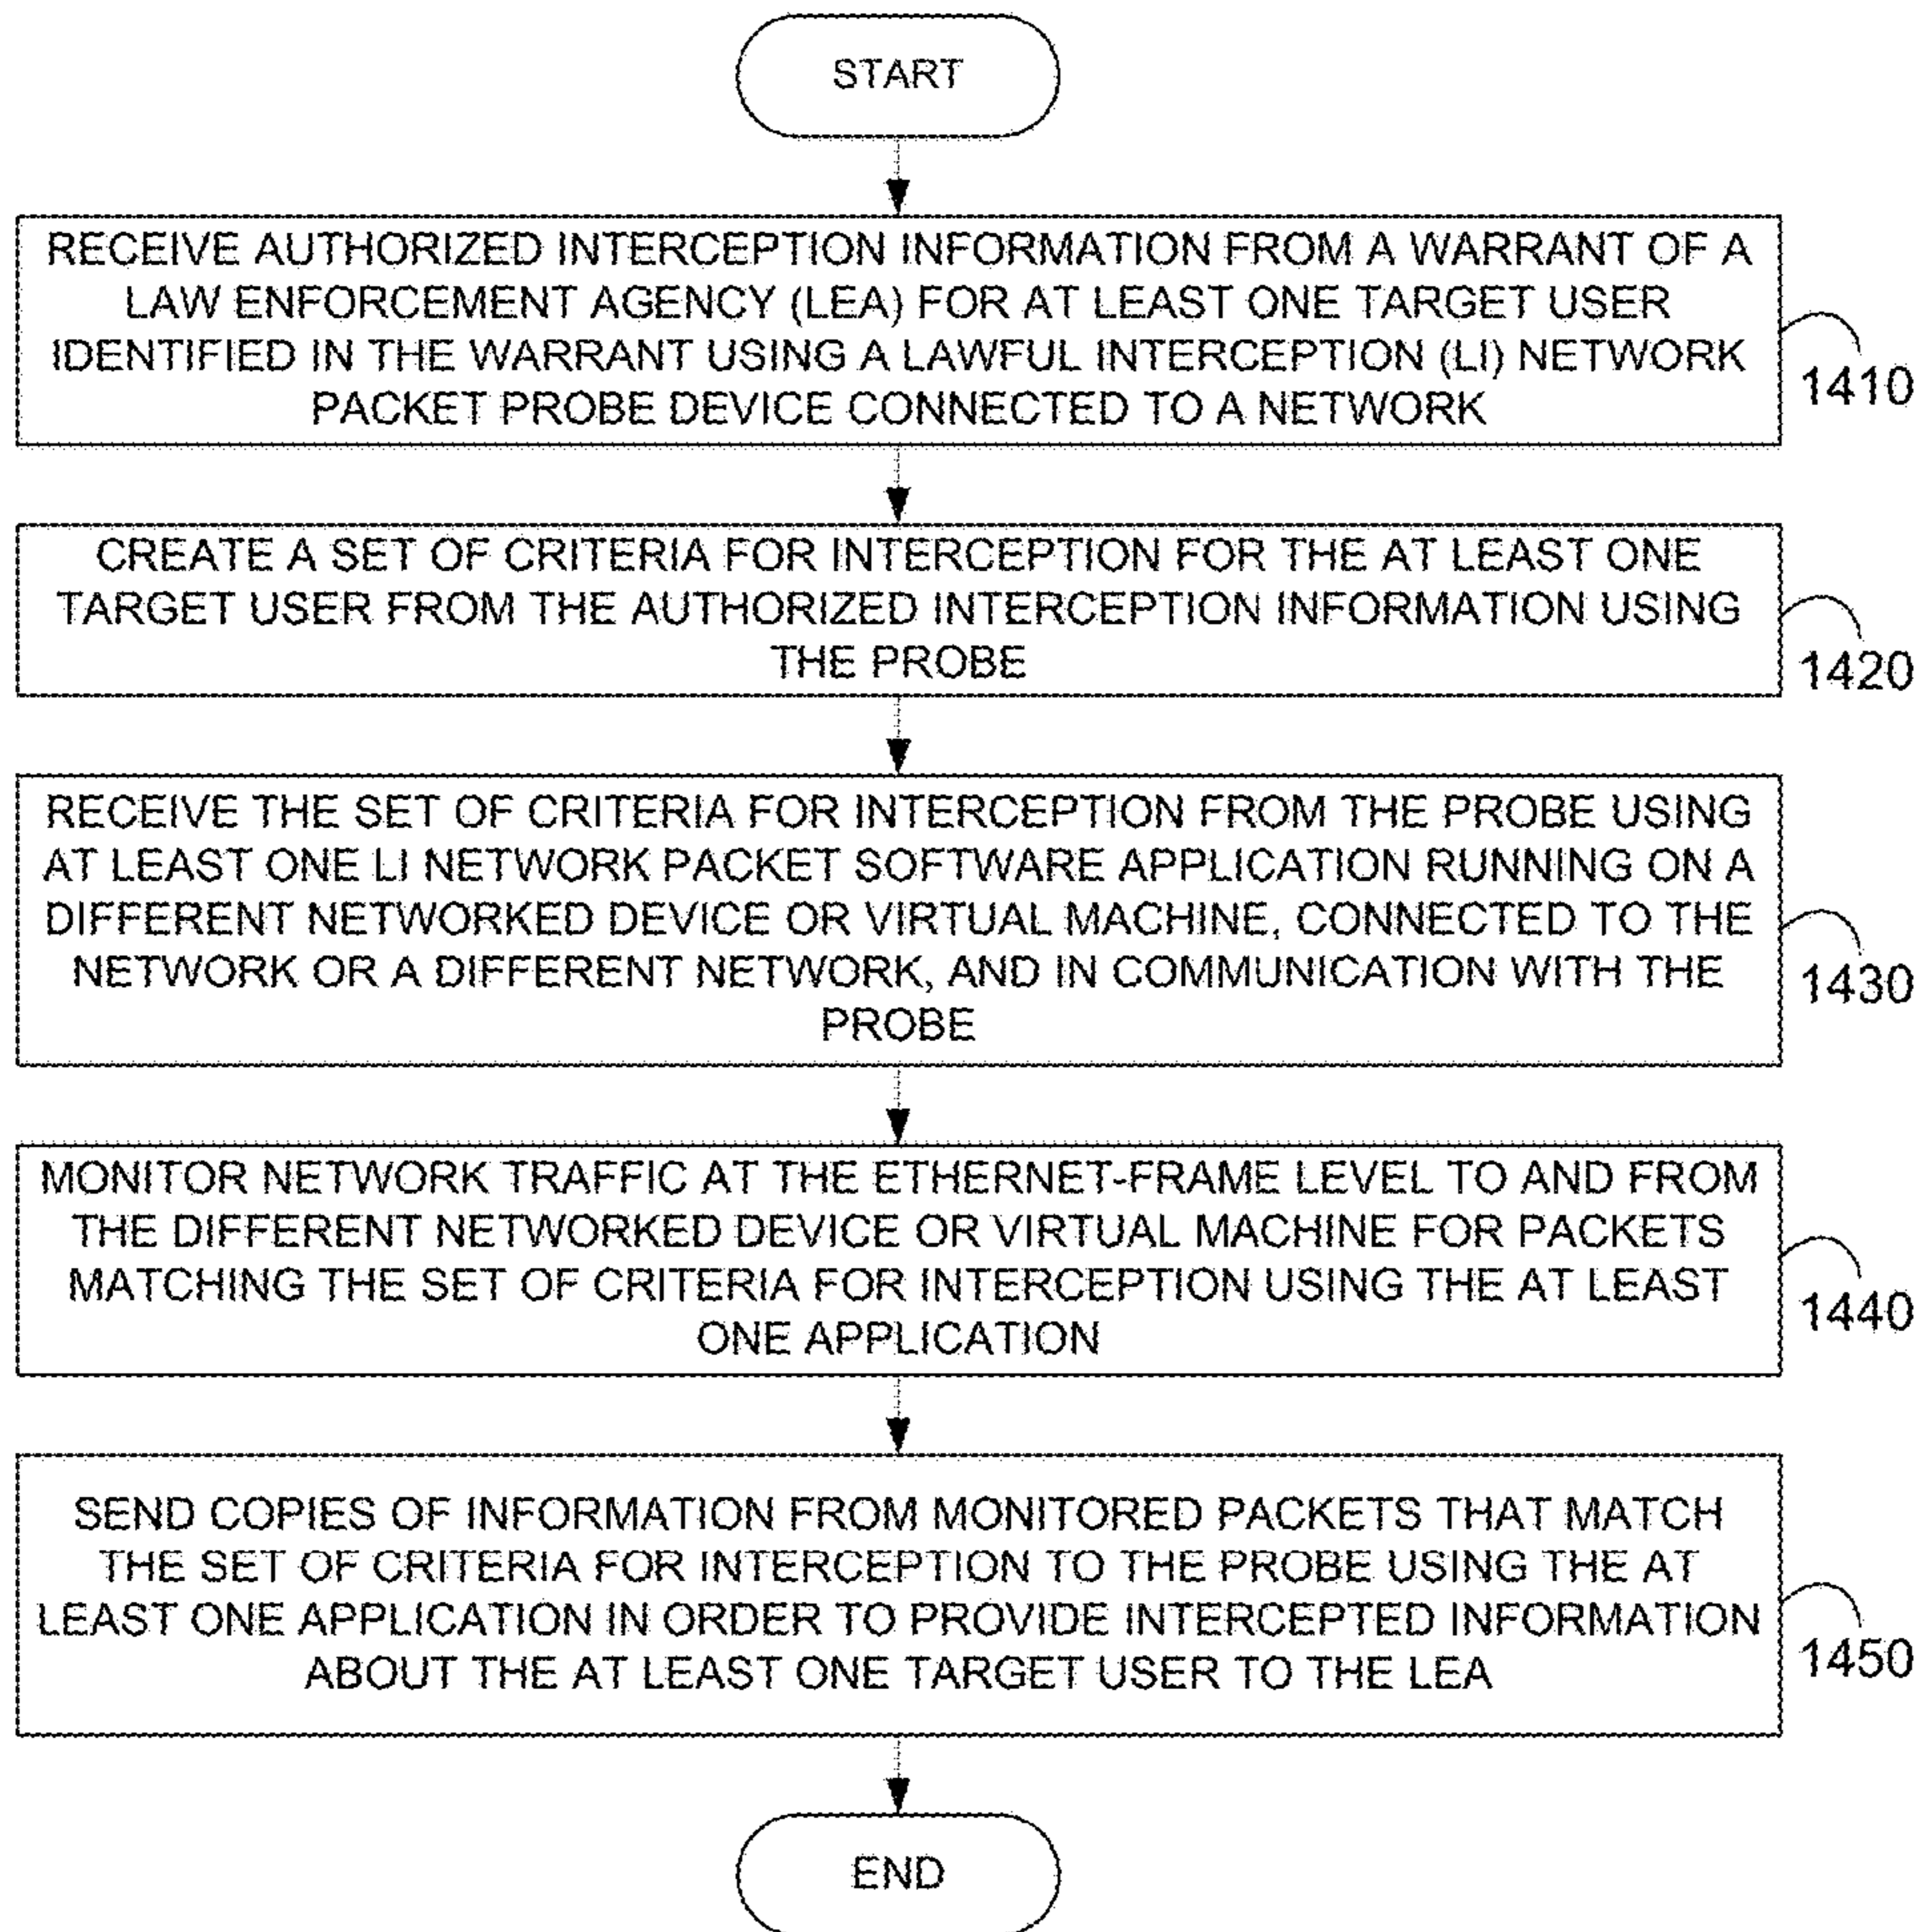 START
RECEIVE AUTHORIZED INTERCEPTION INFORMATION FROM A WARRANT OF A
LAW ENFORCEMENT AGENCY (LEA) FOR AT LEAST ONE TARGET USER
IDENTIFIED IN THE WARRANT USING A LAWFUL INTERCEPTION (LI) NETWORK
PACKET PROBE DEVICE CONNECTED TO A NETWORK
1410
CREATE A SET OF CRITERIA FOR INTERCEPTION FOR THE AT LEAST ONE
TARGET USER FROM THE AUTHORIZED INTERCEPTION INFORMATION USING
THE PROBE
1420
RECEIVE THE SET OF CRITERIA FOR INTERCEPTION FROM THE PROBE USING
AT LEAST ONE LI NETWORK PACKET SOFTWARE APPLICATION RUNNING ON A
DIFFERENT NETWORKED DEVICE OR VIRTUAL MACHINE, CONNECTED TO THE
NETWORK OR A DIFFERENT NETWORK, AND IN COMMUNICATION WITH THE
PROBE
1430
MONITOR NETWORK TRAFFIC AT THE ETHERNET-FRAME LEVEL TO AND FROM
THE DIFFERENT NETWORKED DEVICE OR VIRTUAL MACHINE FOR PACKETS
MATCHING THE SET OF CRITERIA FOR INTERCEPTION USING THE AT LEAST
ONE APPLICATION
1440
SEND COPIES OF INFORMATION FROM MONITORED PACKETS THAT MATCH
THE SET OF CRITERIA FOR INTERCEPTION TO THE PROBE USING THE AT
LEAST ONE APPLICATION IN ORDER TO PROVIDE INTERCEPTED INFORMATION
ABOUT THE AT LEAST ONE TARGET USER TO THE LEA
1450
END